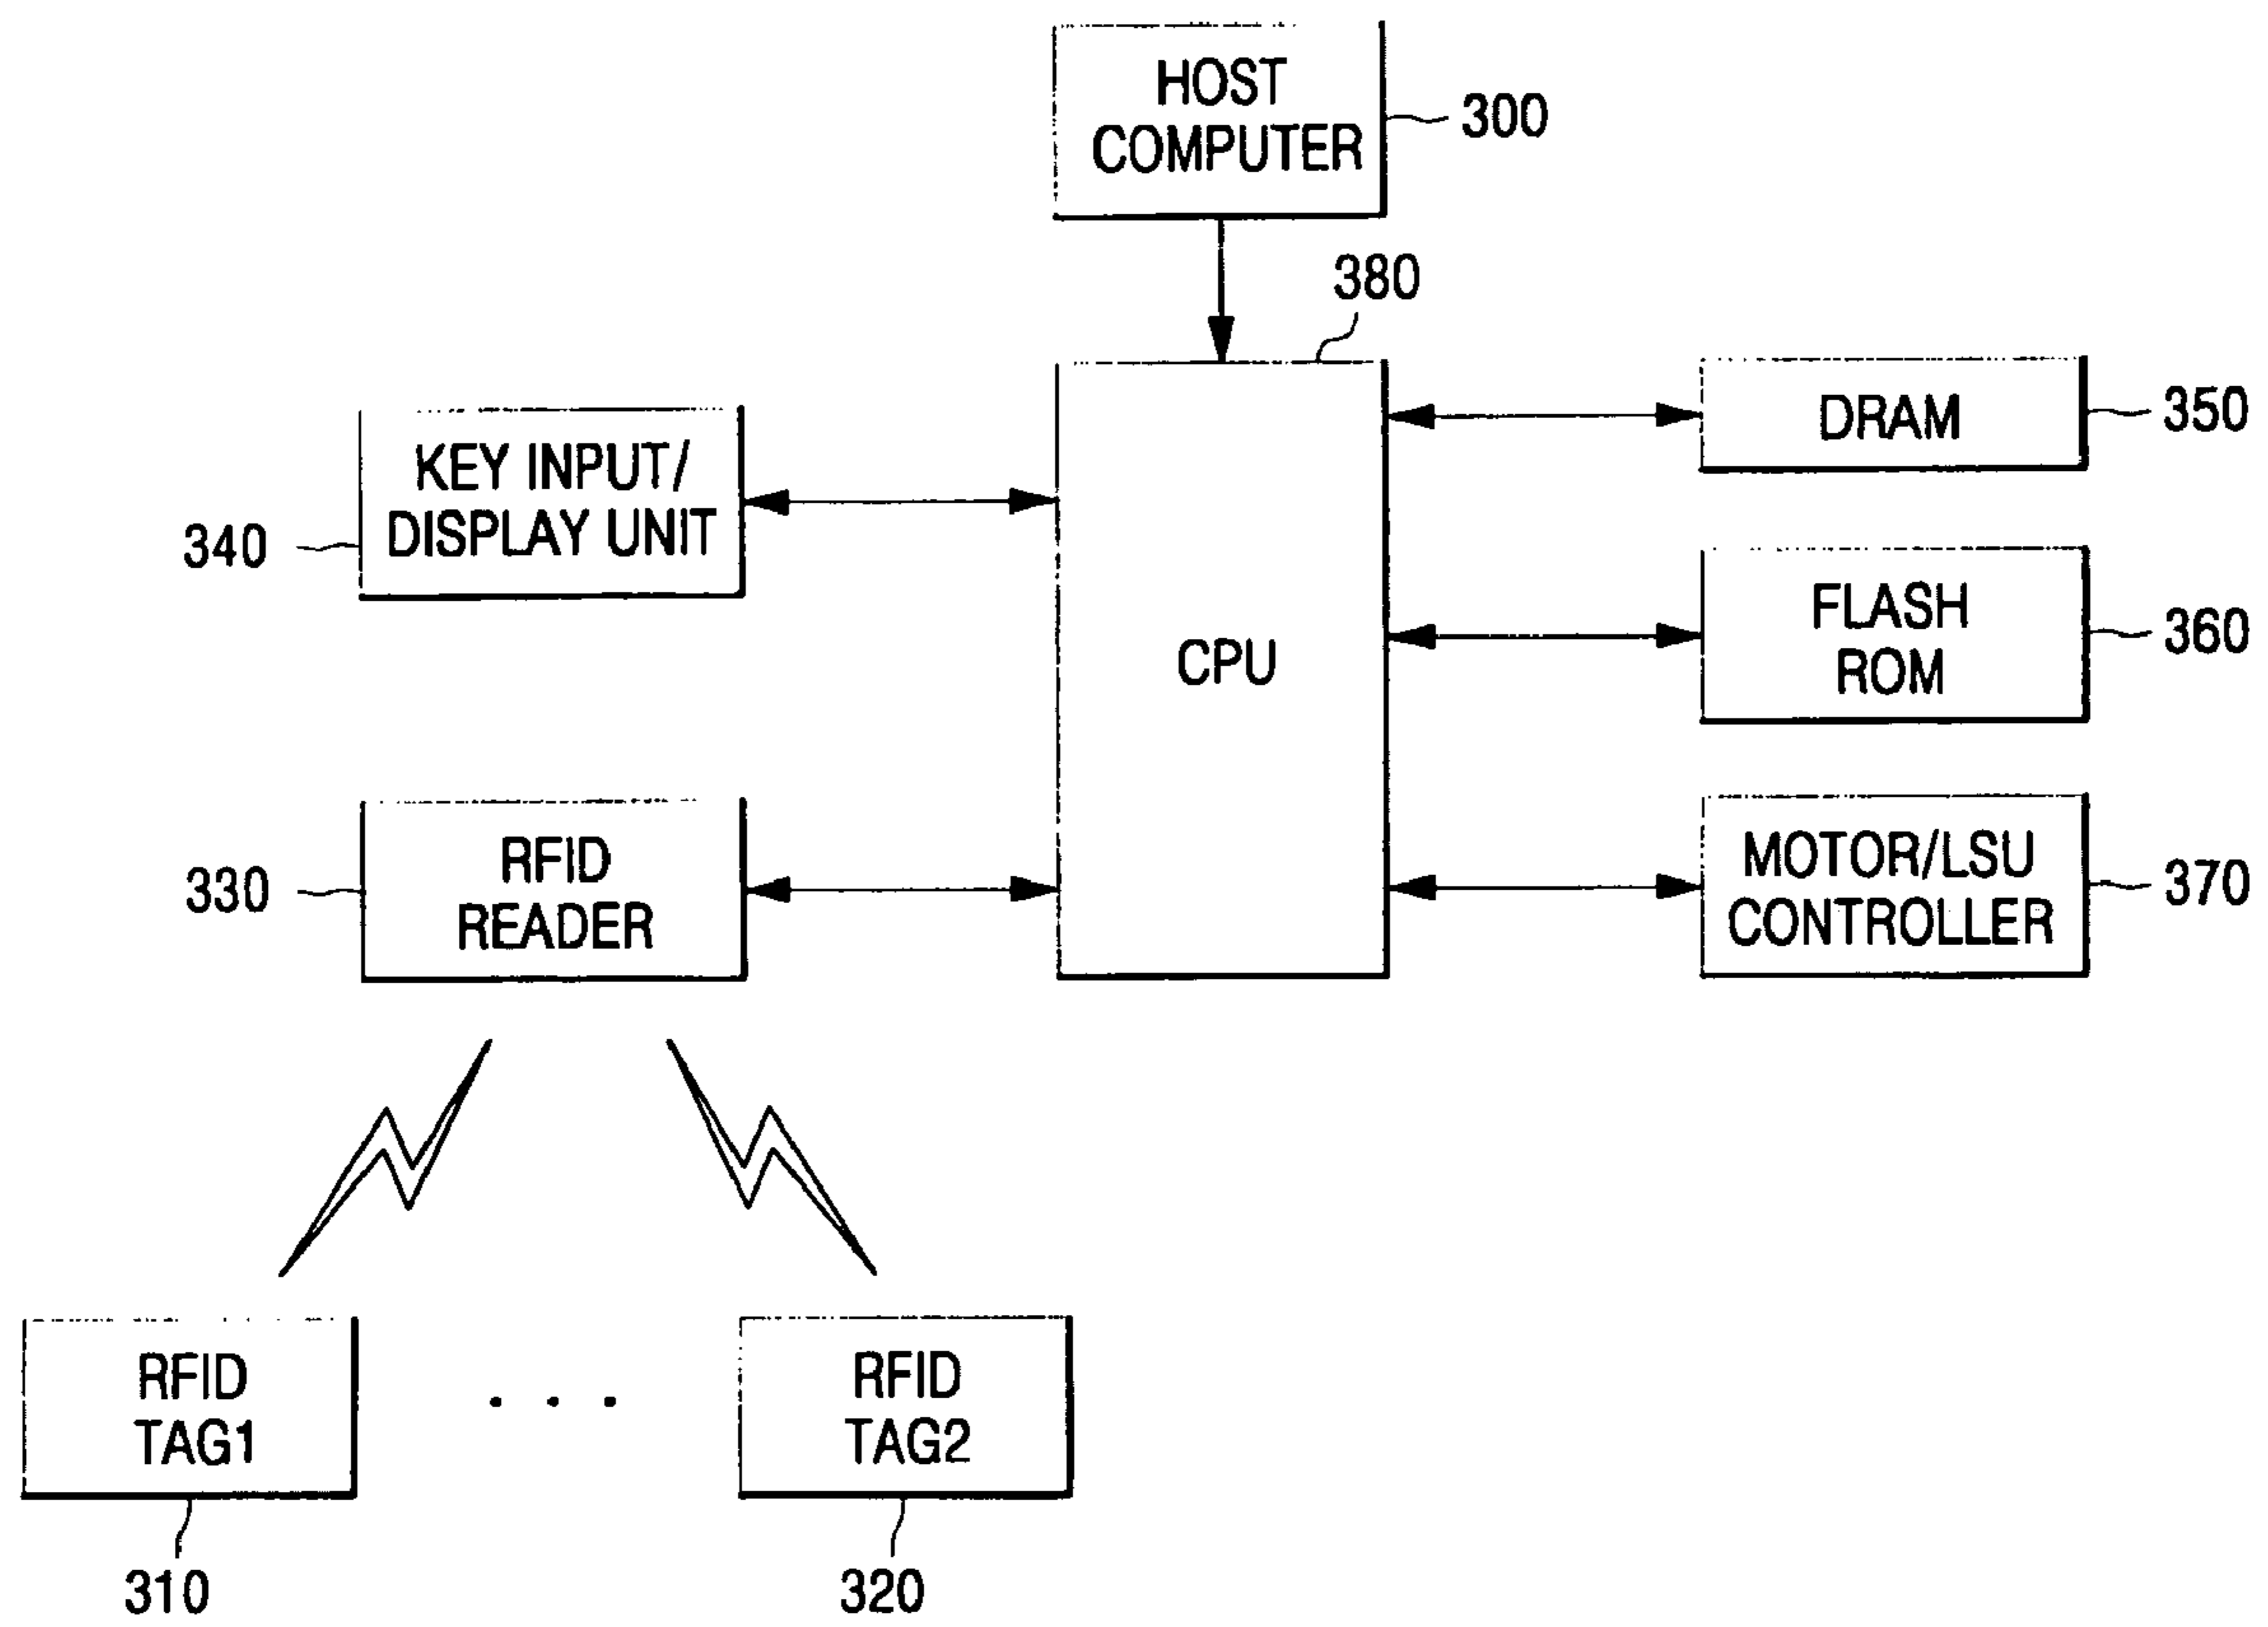 HOST
COMPUTER
300
380
KEY INPUT/
DISPLAY UNIT
340
CPU
DRAM
350
FLASH
ROM
360
RFID
READER
330
MOTOR/LSU
CONTROLLER
370
RFID
TAG1
310
. . .
RFID
TAG2
320